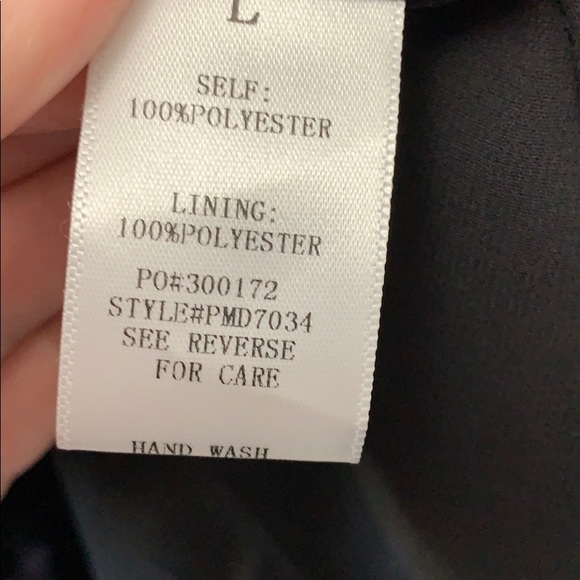 L
SELF:
100%POLYESTER
LINING:
100%POLYESTER
PO#300172
STYLE#PMD7034
SEE REVERSE
FOR CARE
HAND WASH